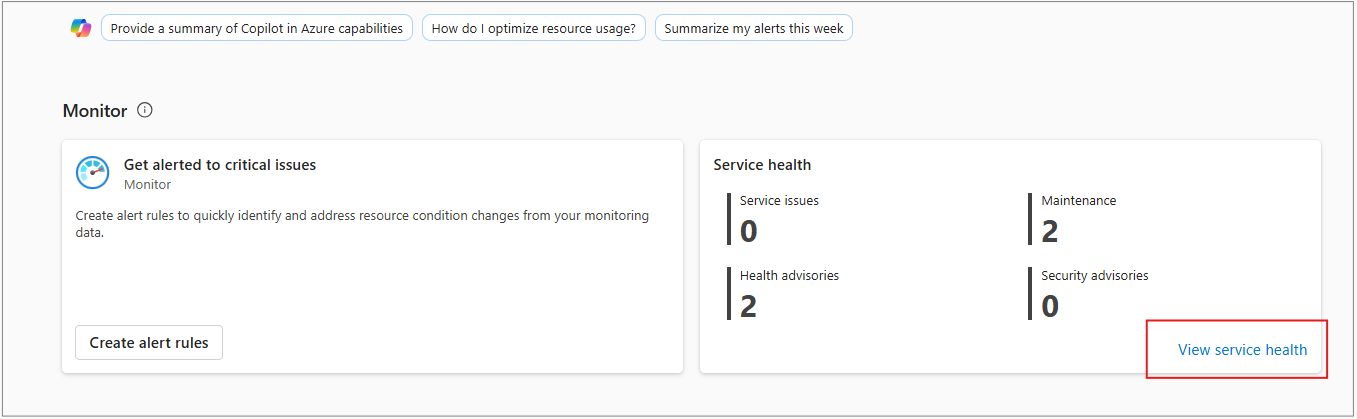 Provide a summary of Copilot in Azure capabilities
How do I optimize resource usage?
Summarize my alerts this week
Monitor
Get alerted to critical issues
Monitor
Create alert rules to quickly identify and address resource condition changes from your monitoring
data.
Create alert rules
Service health
Service issues
0
Maintenance
2
Health advisories
2
Security advisories
0
View service health